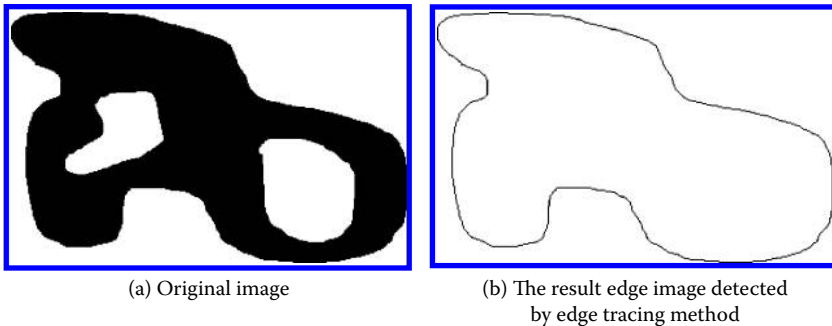 (a) Original image
(b) The result edge image detected
by edge tracing method